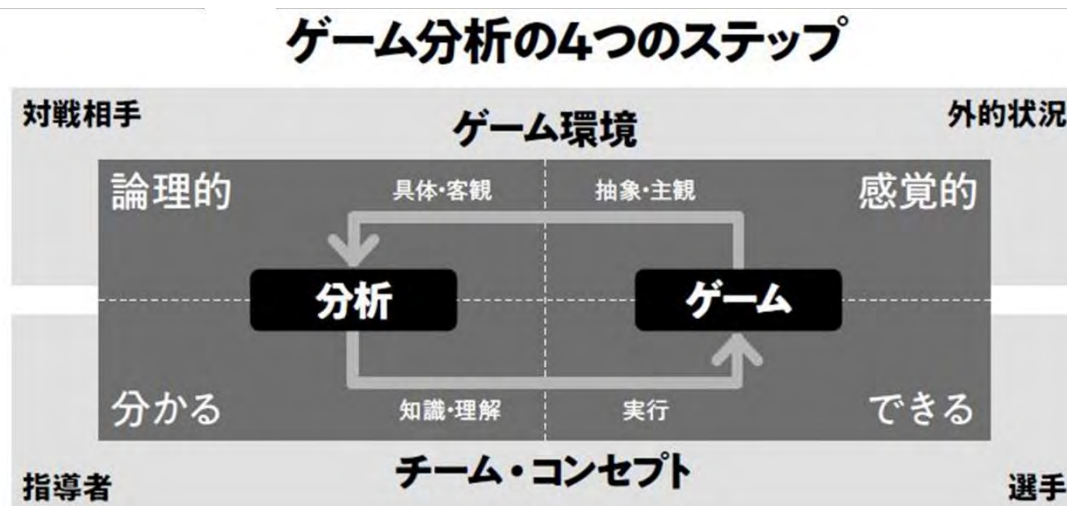 ゲーム分析の4つのステップ
対戦相手
ゲーム環境
外的状況
論理的
具体・客観
抽象・主観
感覚的
分析
ゲーム
分かる
知識・理解
実行
できる
指導者
チーム・コンセプト
選手